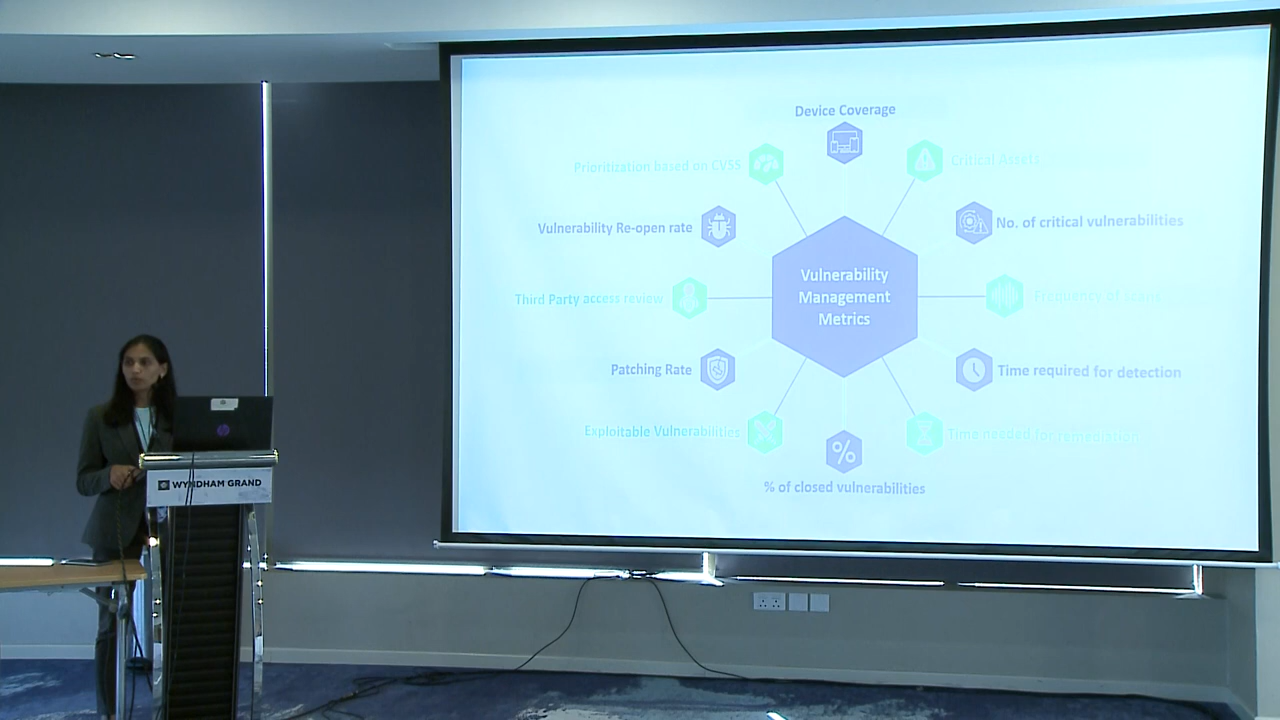 Device Coverage
Prioritization based on CVSS
Critical Assets
Vulnerability Re-open rate
No. of critical vulnerabilities
Vulnerability
Management
Metrics
Third Party access review
Frequency of scans
Patching Rate
Time required for detection
Exploitable Vulnerabilities
Time needed for remediation
%
% of closed vulnerabilities
WYNDHAM GRAND